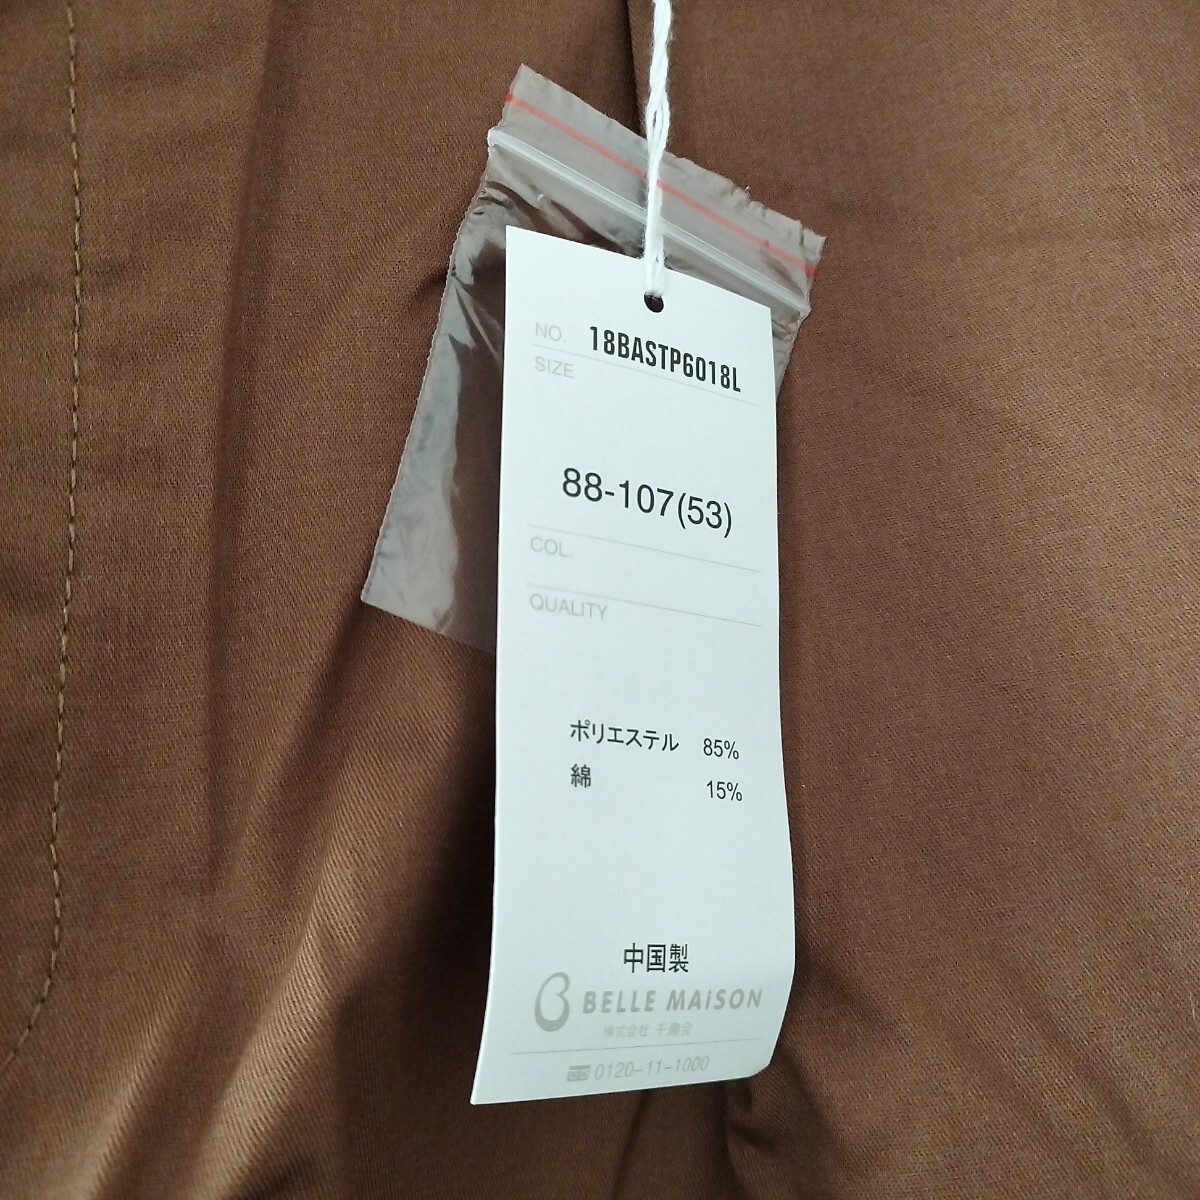 NO. 18BASTP6018L
SIZE
88-107(53)
COL.
QUALITY
ポリエステル 85%
綿 15%
中国製
BELLE MAiSON
株式会社 千趣会
0120-11-1000